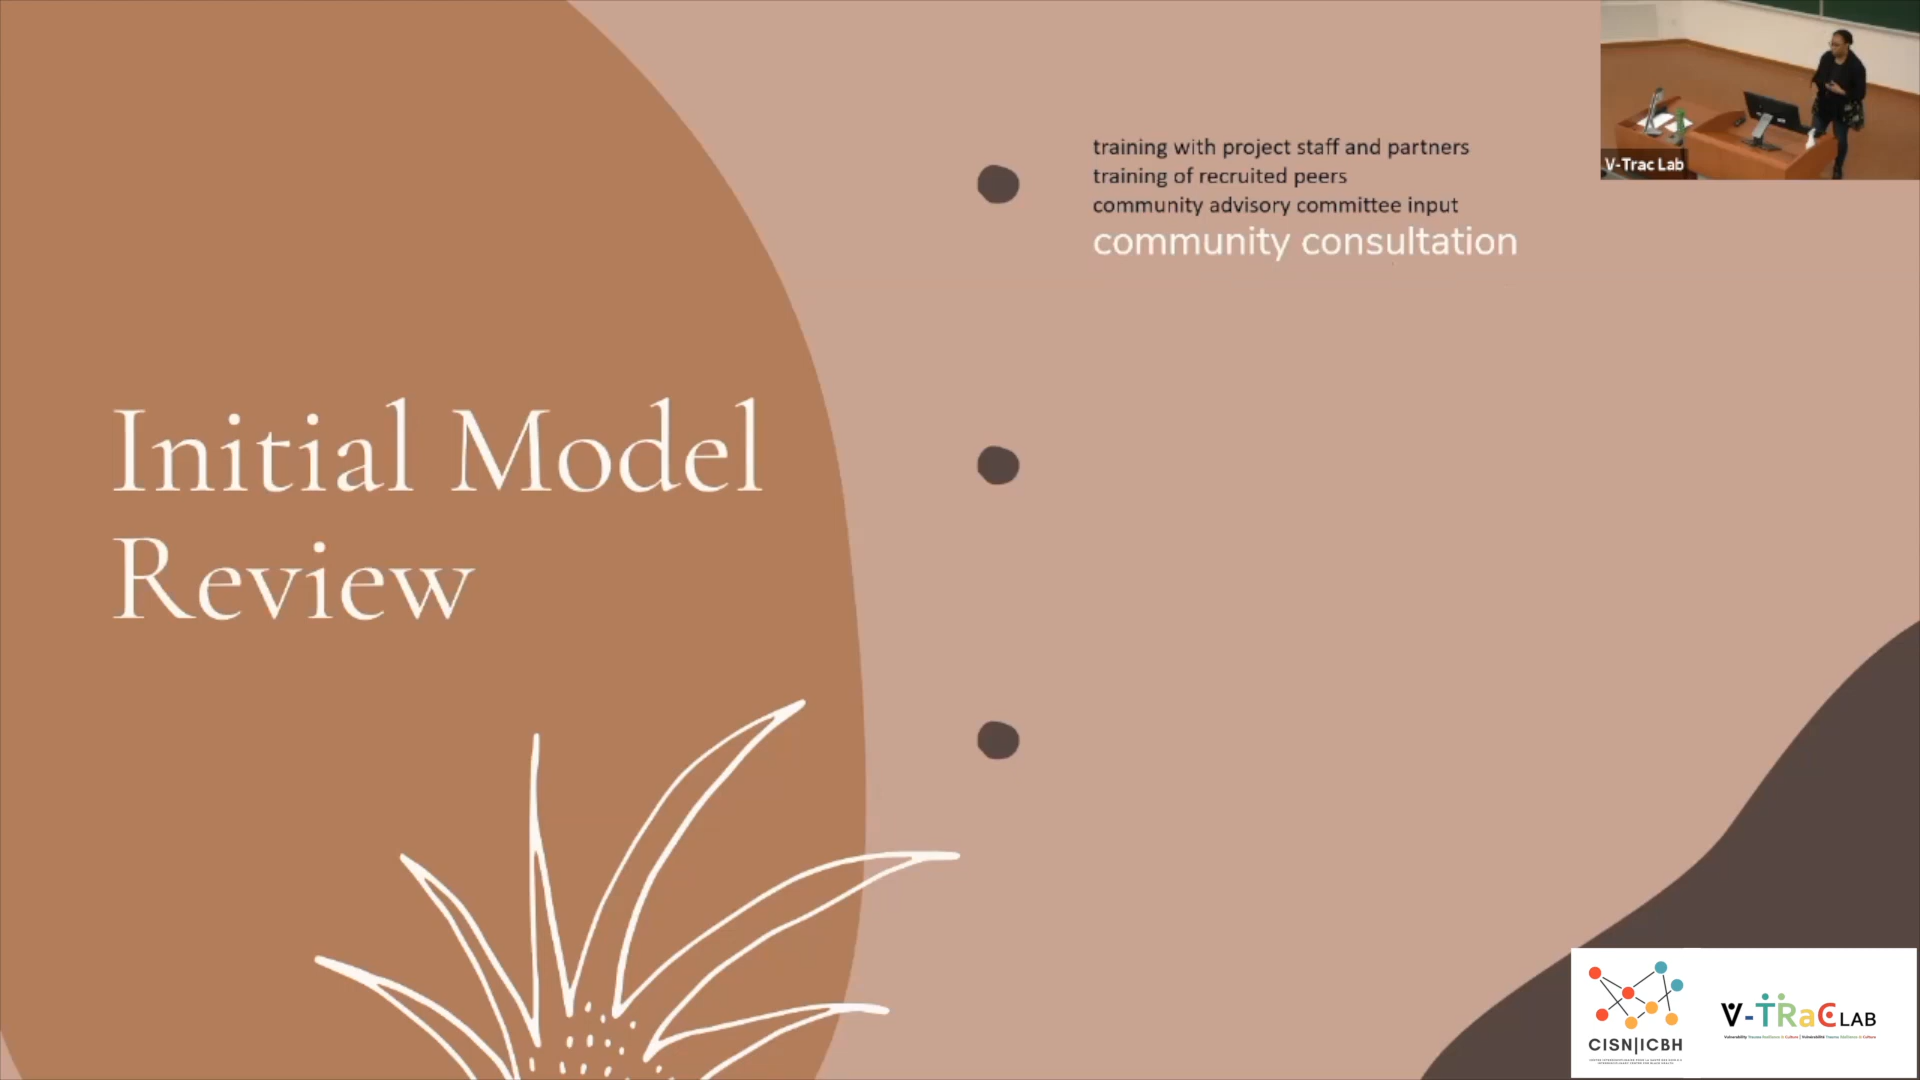 training with project staff and partners
training of recruited peers
community advisory committee input
community consultation
Initial Model
Review
V-Trac Lab
CISN|ICBH
V-TRaC LAB